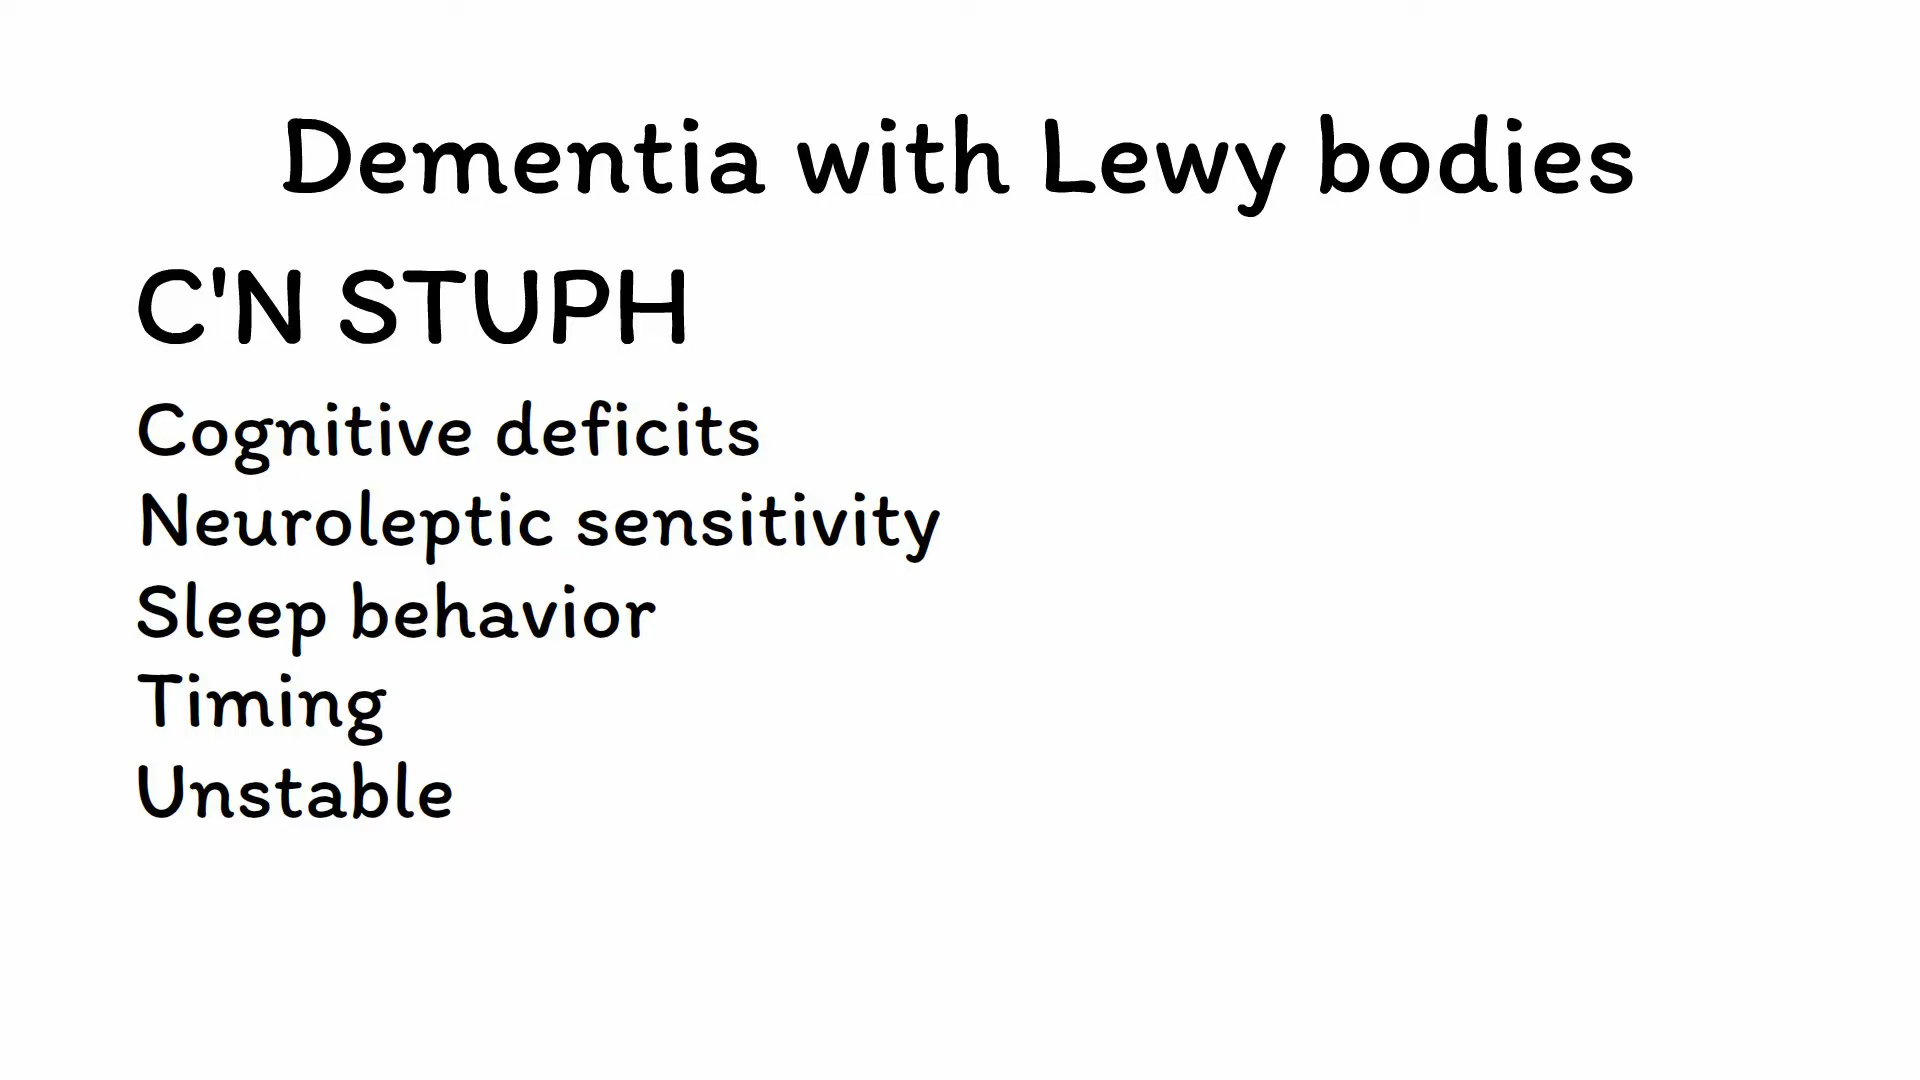 Dementia with Lewy bodies
C'N STUPH
Cognitive deficits
Neuroleptic sensitivity
Sleep behavior
Timing
Unstable